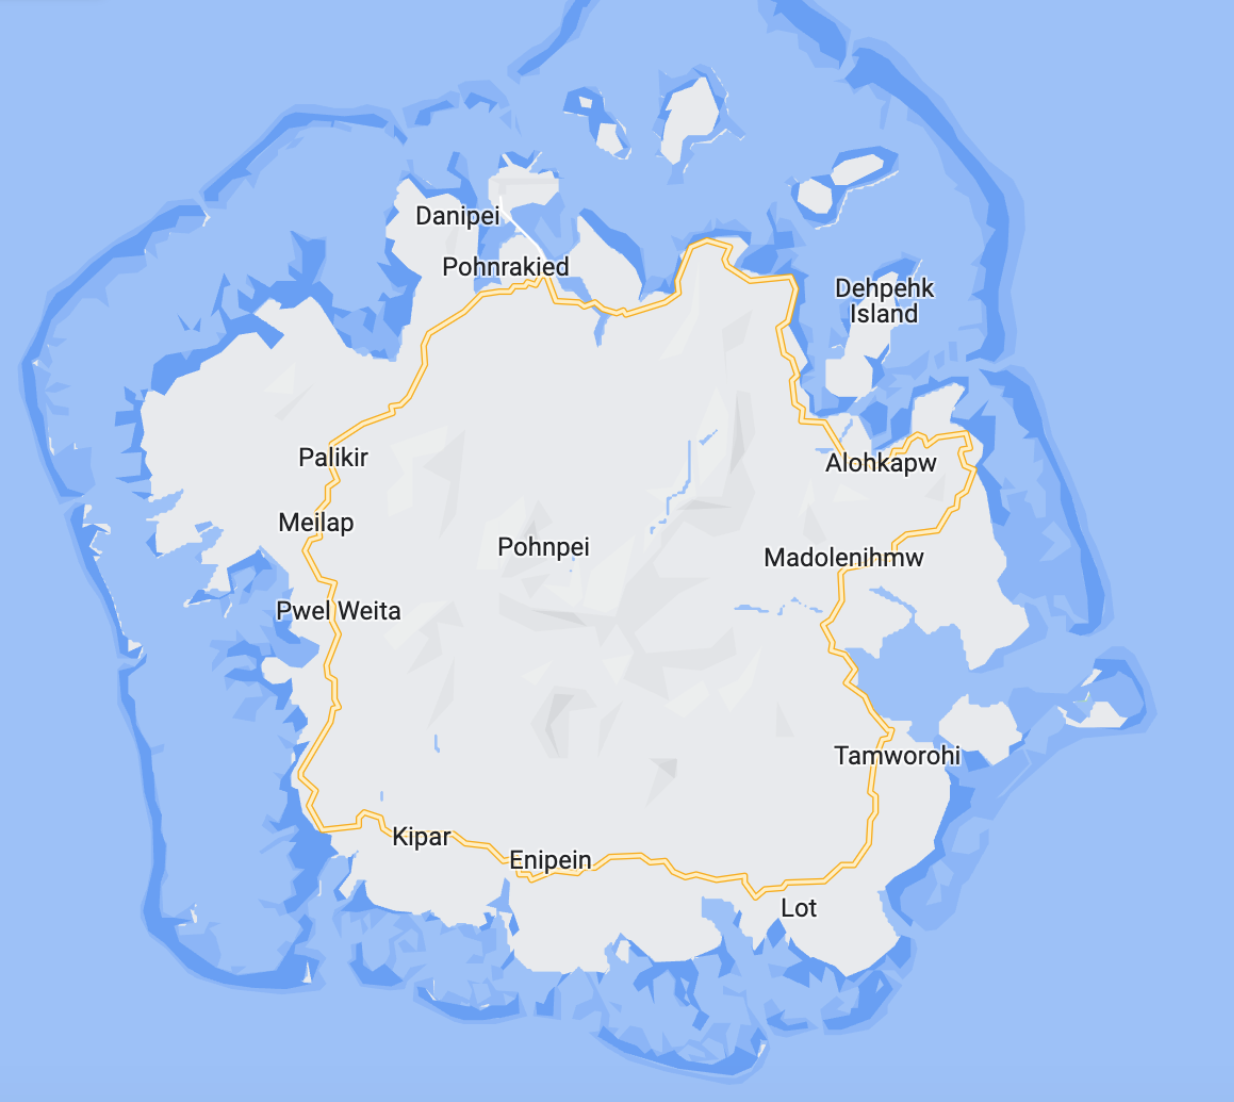 Danipei
Pohnrakied
Dehpehk
Island
Palikir
Alohkapw
Meilap
Pohnpei
Madolenihmw
Pwel Weita
Tamworohi
Kipar
Enipein
Lot